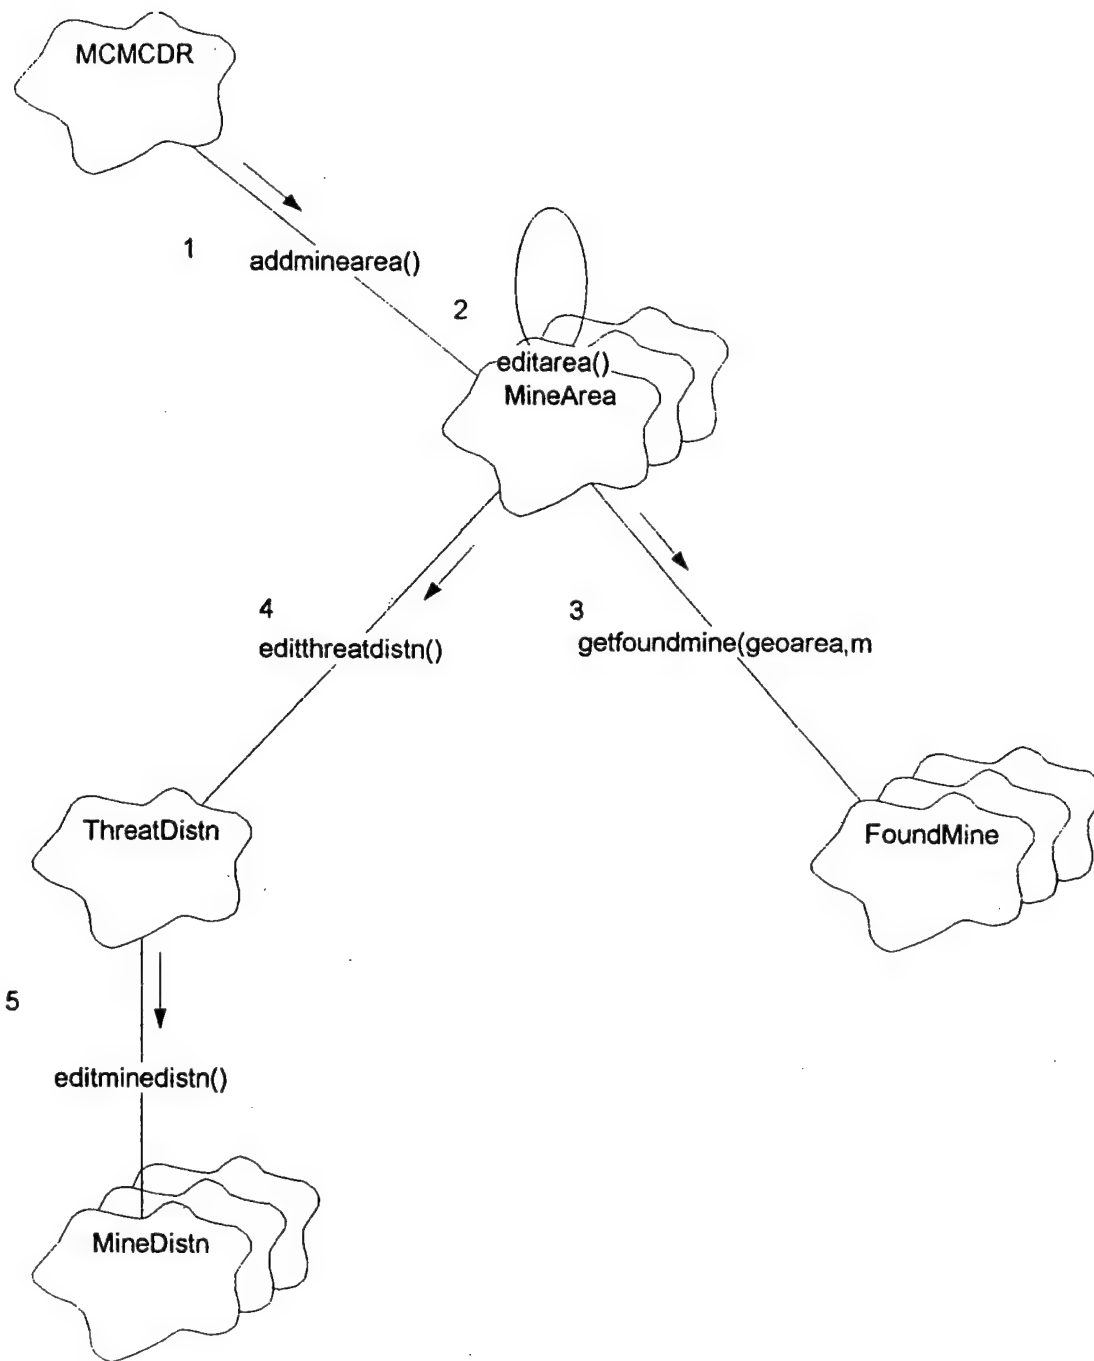 MCMCDR
1
addminearea()
2
editarea()
MineArea
4
editthreatdistn()
3
getfoundmine(geoarea,m
ThreatDistn
FoundMine
5
editminedistn()
MineDistn